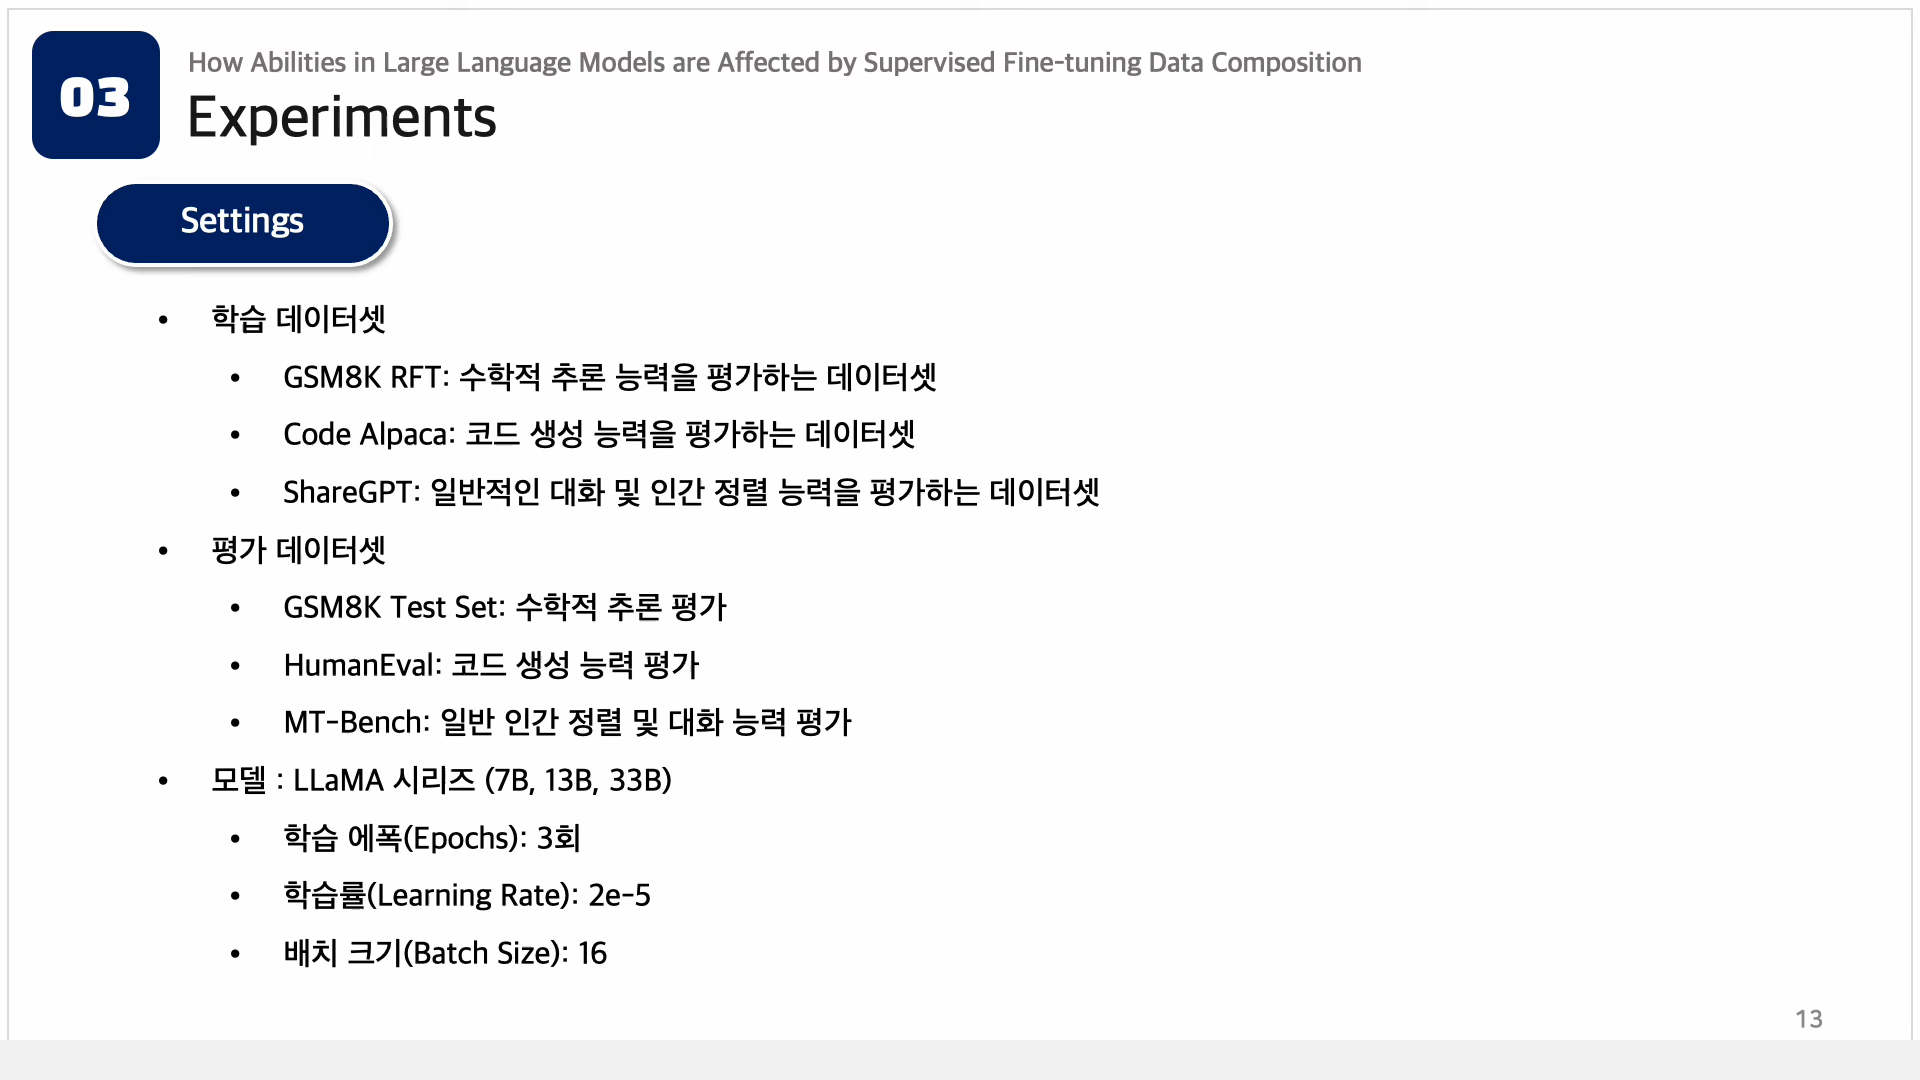 03
How Abilities in Large Language Models are Affected by Supervised Fine-tuning Data Composition
Experiments
Settings
• 학습 데이터셋
• GSM8K RFT: 수학적 추론 능력을 평가하는 데이터셋
• Code Alpaca: 코드 생성 능력을 평가하는 데이터셋
• ShareGPT: 일반적인 대화 및 인간 정렬 능력을 평가하는 데이터셋
• 평가 데이터셋
• GSM8K Test Set: 수학적 추론 평가
• HumanEval: 코드 생성 능력 평가
• MT-Bench: 일반 인간 정렬 및 대화 능력 평가
• 모델 : LLaMA 시리즈 (7B, 13B, 33B)
• 학습 에폭(Epochs): 3회
• 학습률(Learning Rate): 2e-5
• 배치 크기(Batch Size): 16
13